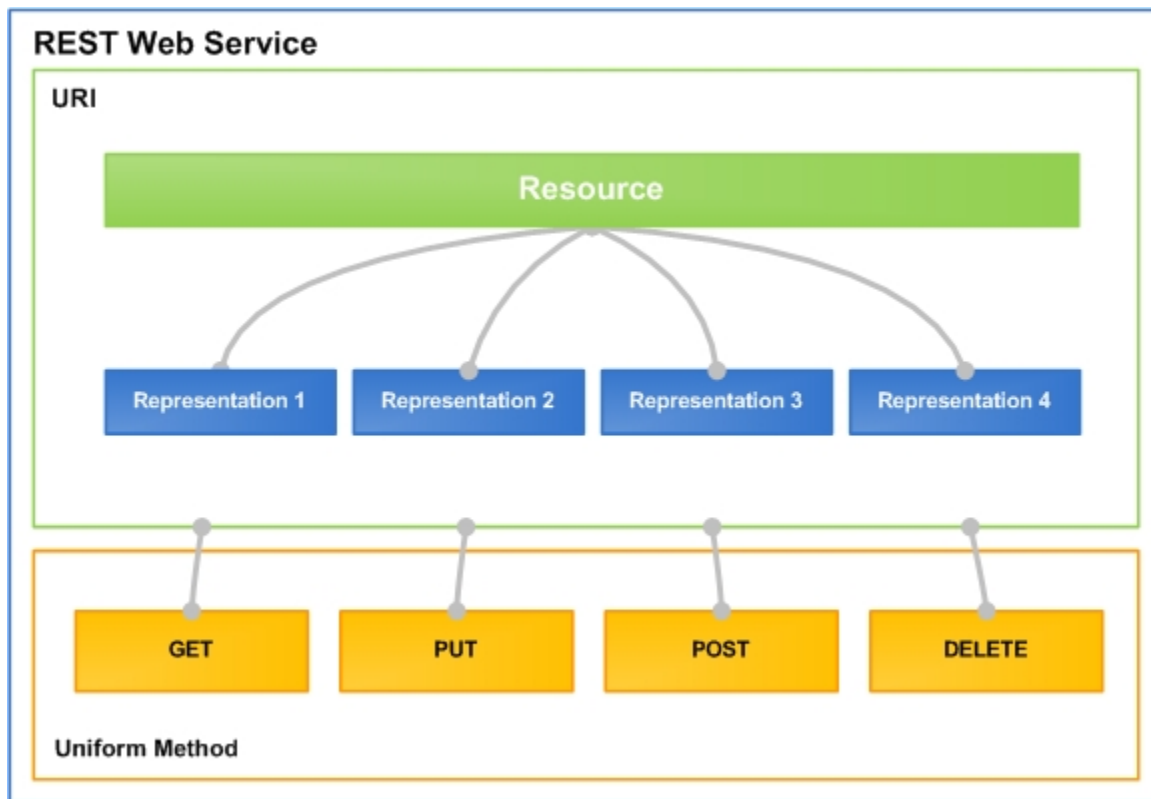 REST Web Service
URI
Resource
Representation 1
Representation 2
Representation 3
Representation 4
GET
PUT
POST
DELETE
Uniform Method